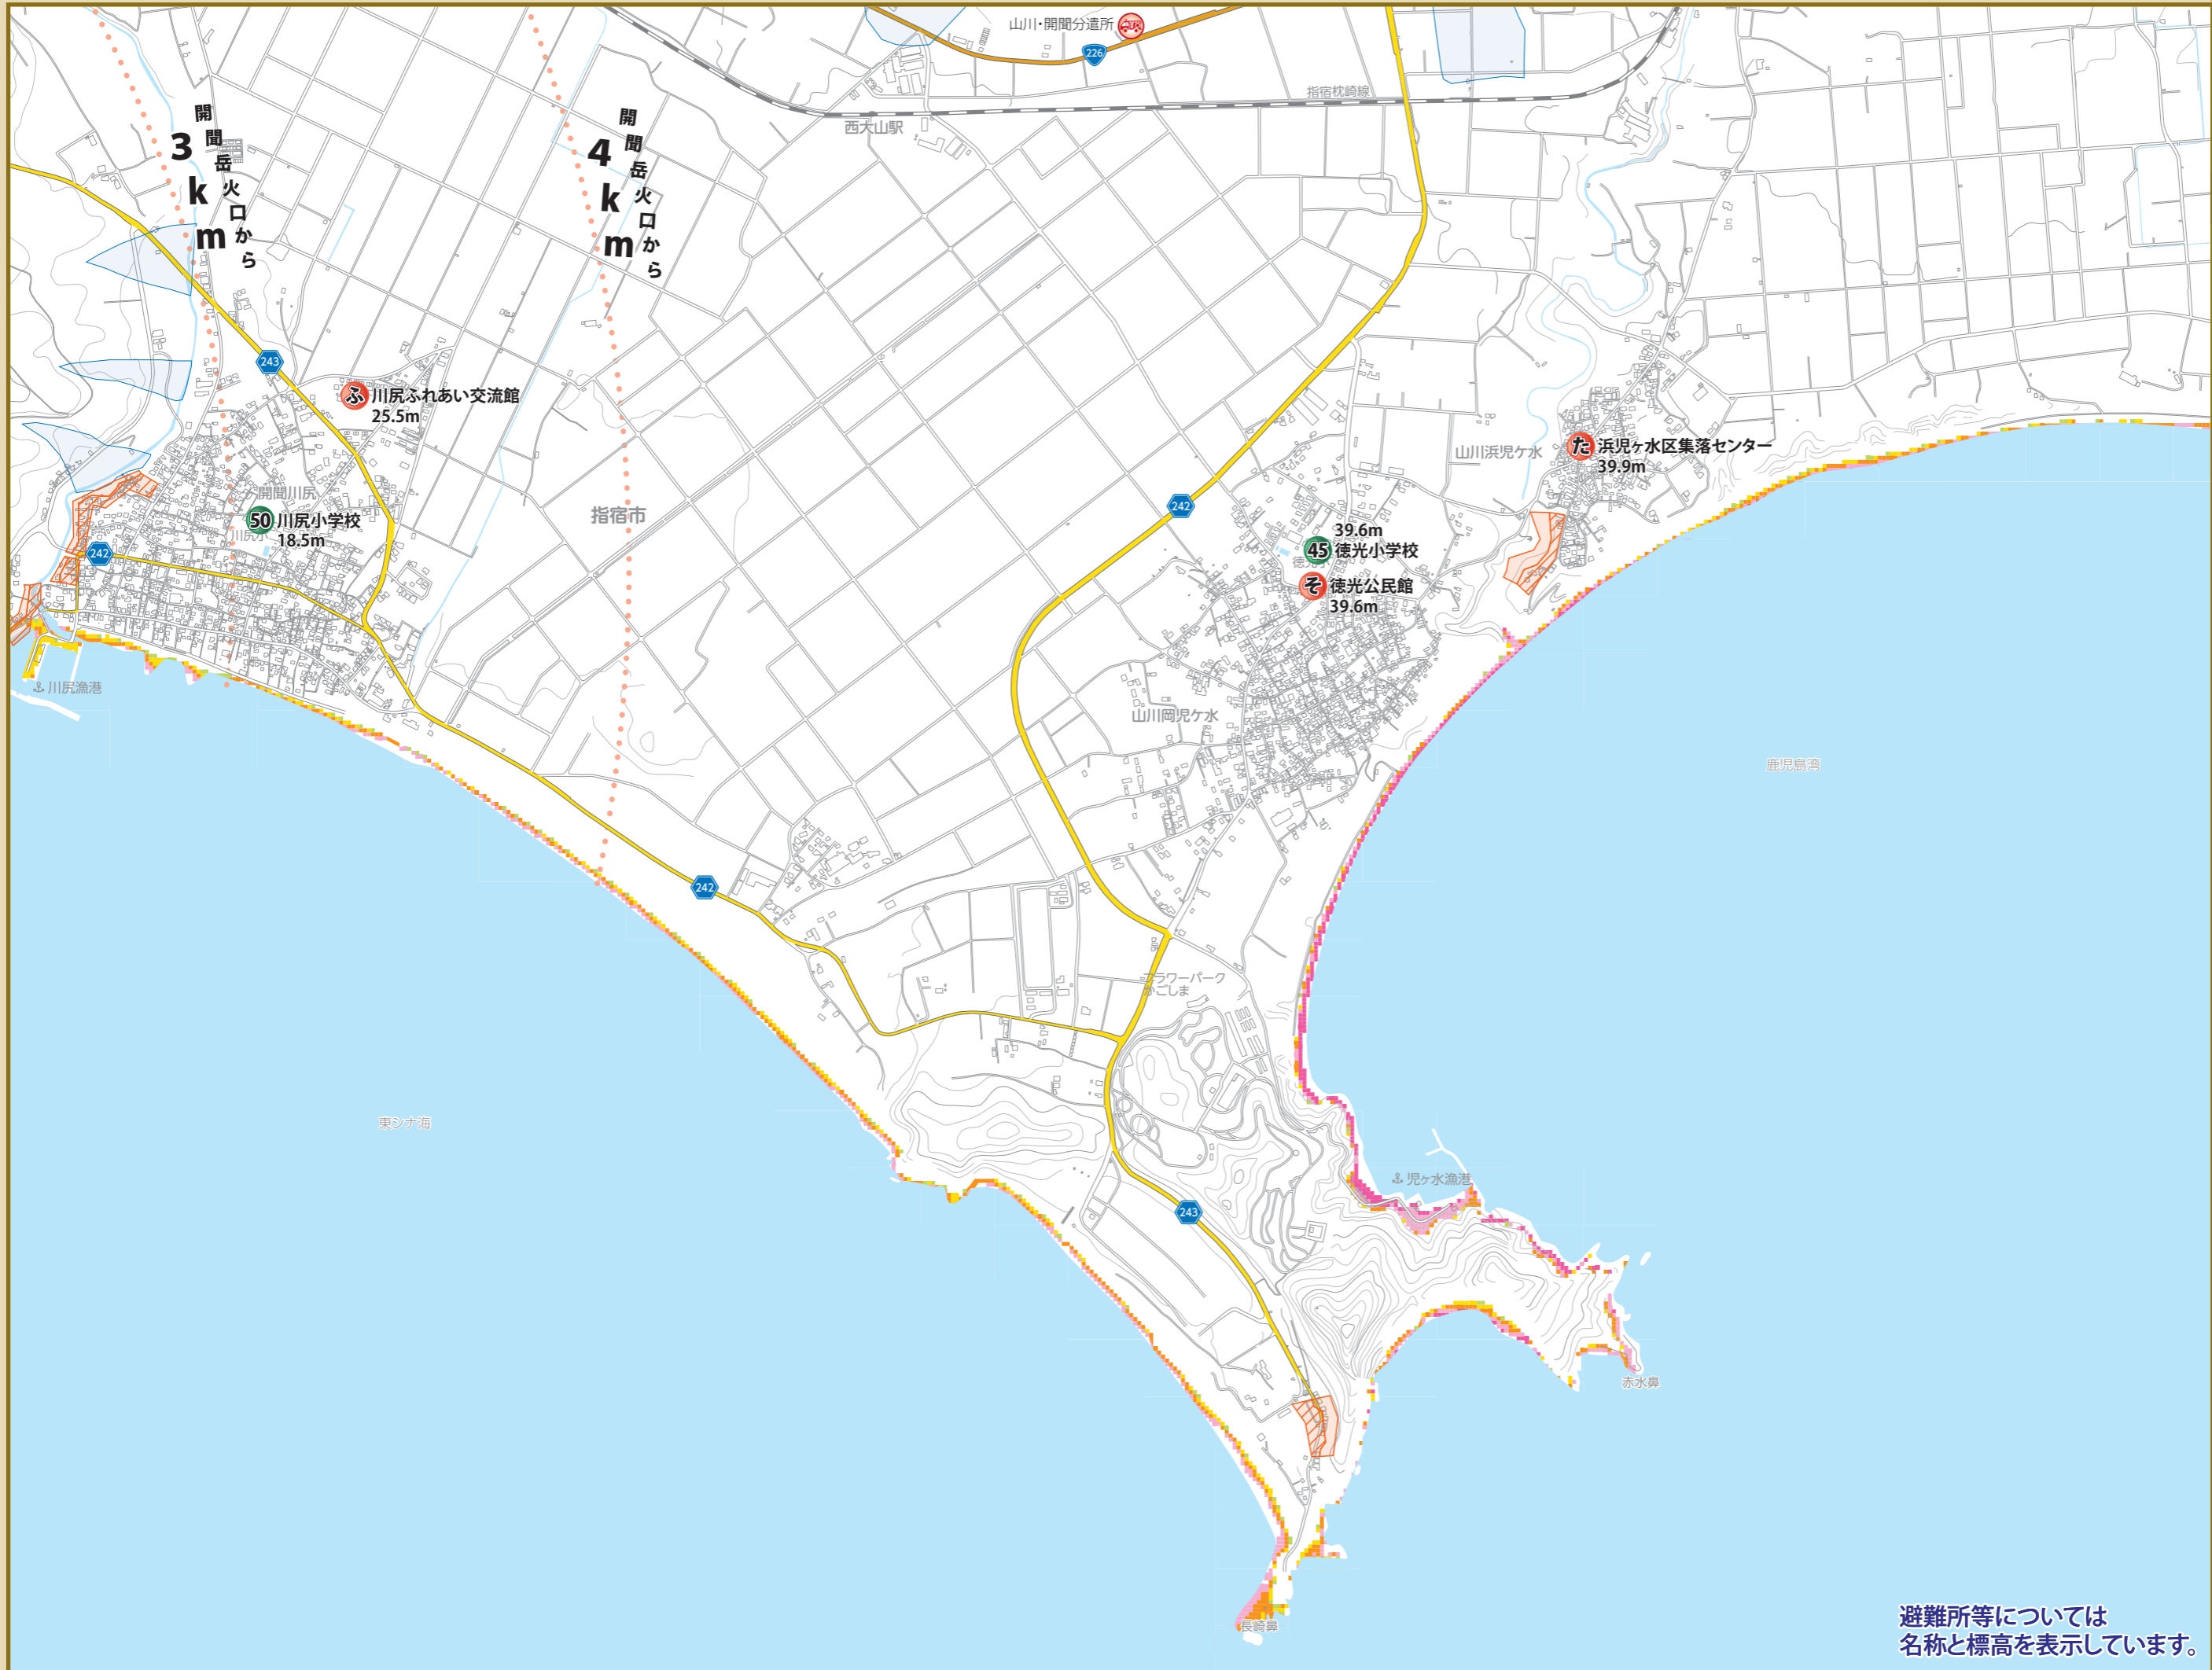 山川・開聞分遣所
226
指宿枕崎線
西大山駅
開聞岳火口から
3km
開聞岳火口から
4km
243
ふ 川尻ふれあい交流館
25.5m
山川浜児ケ水
た 浜児ヶ水区集落センター
39.9m
開聞川尻
50 川尻小学校
18.5m
指宿市
242
242
39.6m
45 徳光小学校
そ 徳光公民館
39.6m
川尻漁港
山川岡児ケ水
鹿児島湾
242
フラワーパーク
かごしま
東シナ海
児ヶ水漁港
243
赤水鼻
長崎鼻
避難所等については
名称と標高を表示しています。